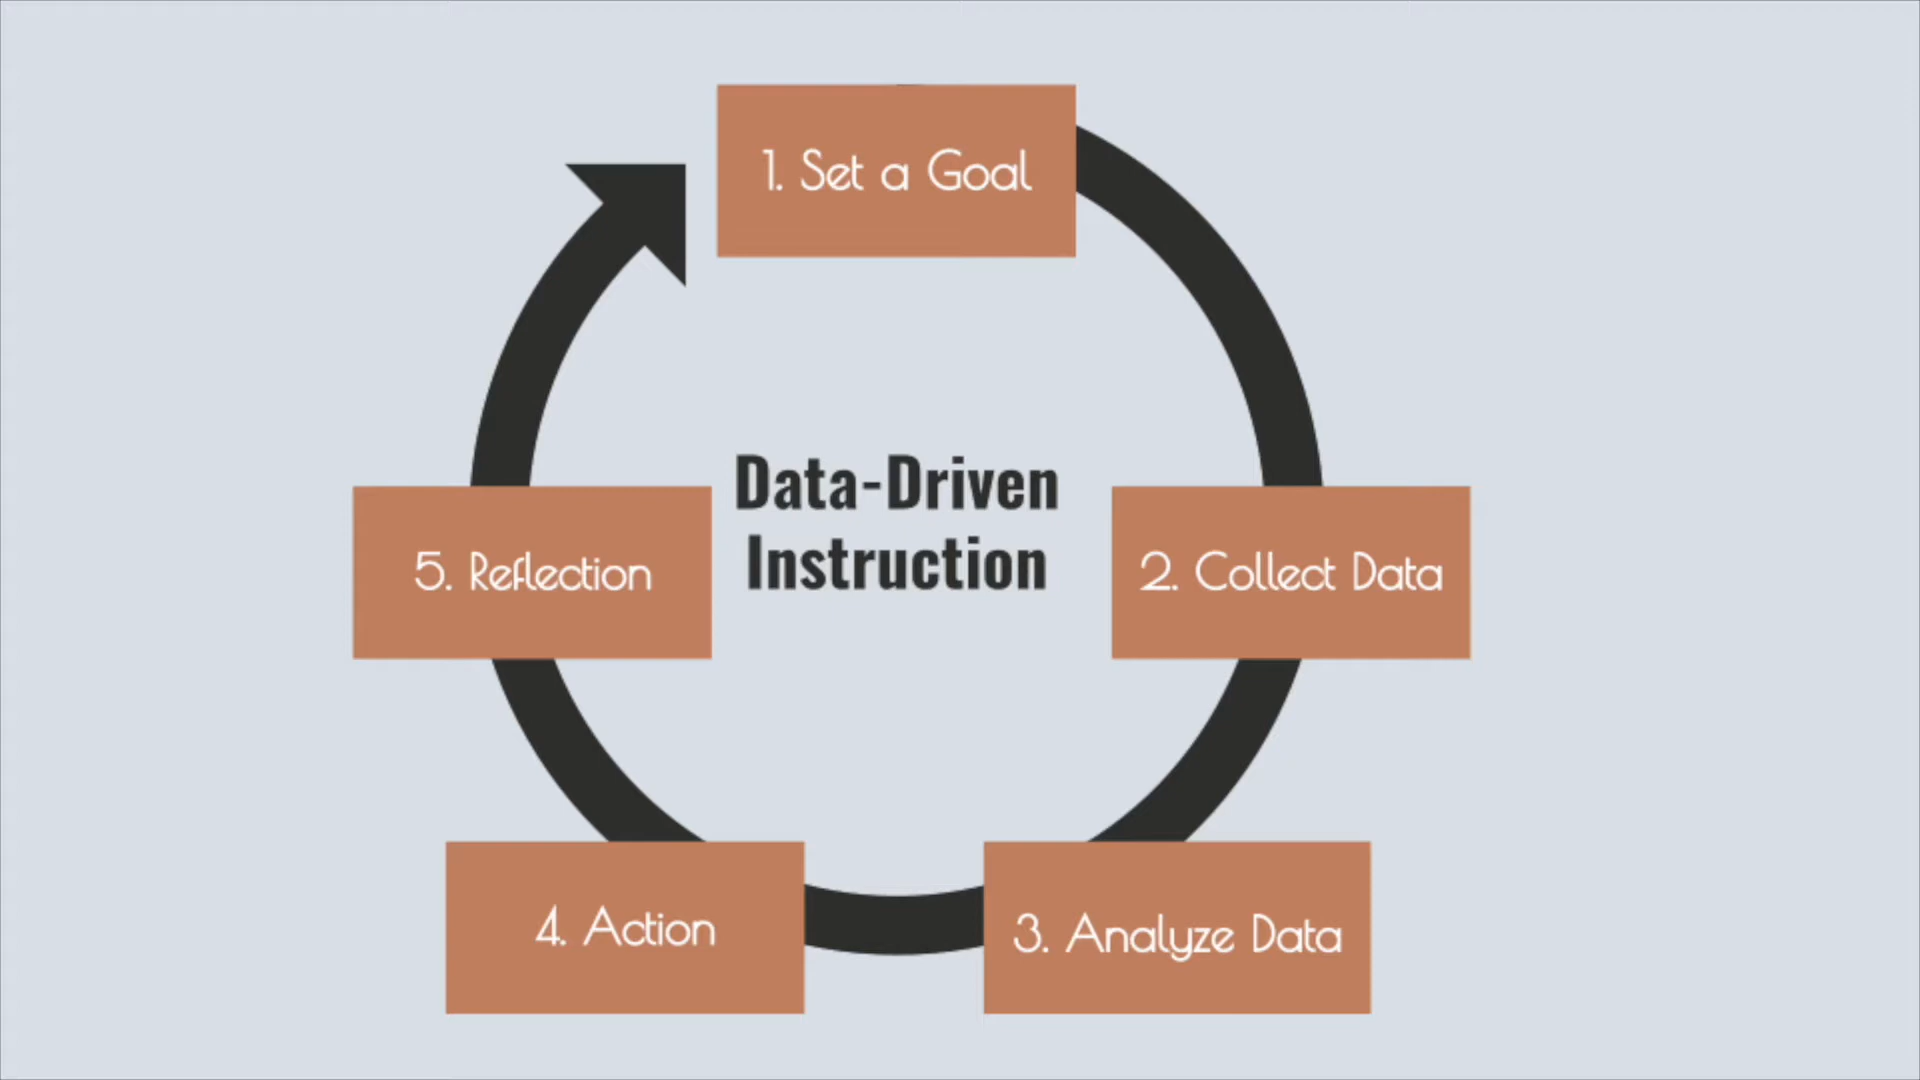 1. Set a Goal
Data-Driven
Instruction
2. Collect Data
3. Analyze Data
4. Action
5. Reflection